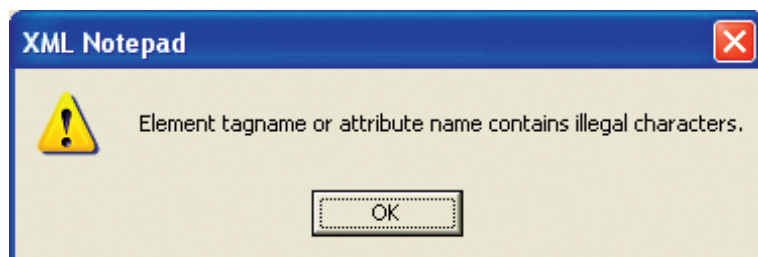 XML Notepad
Element tagname or attribute name contains illegal characters.
OK